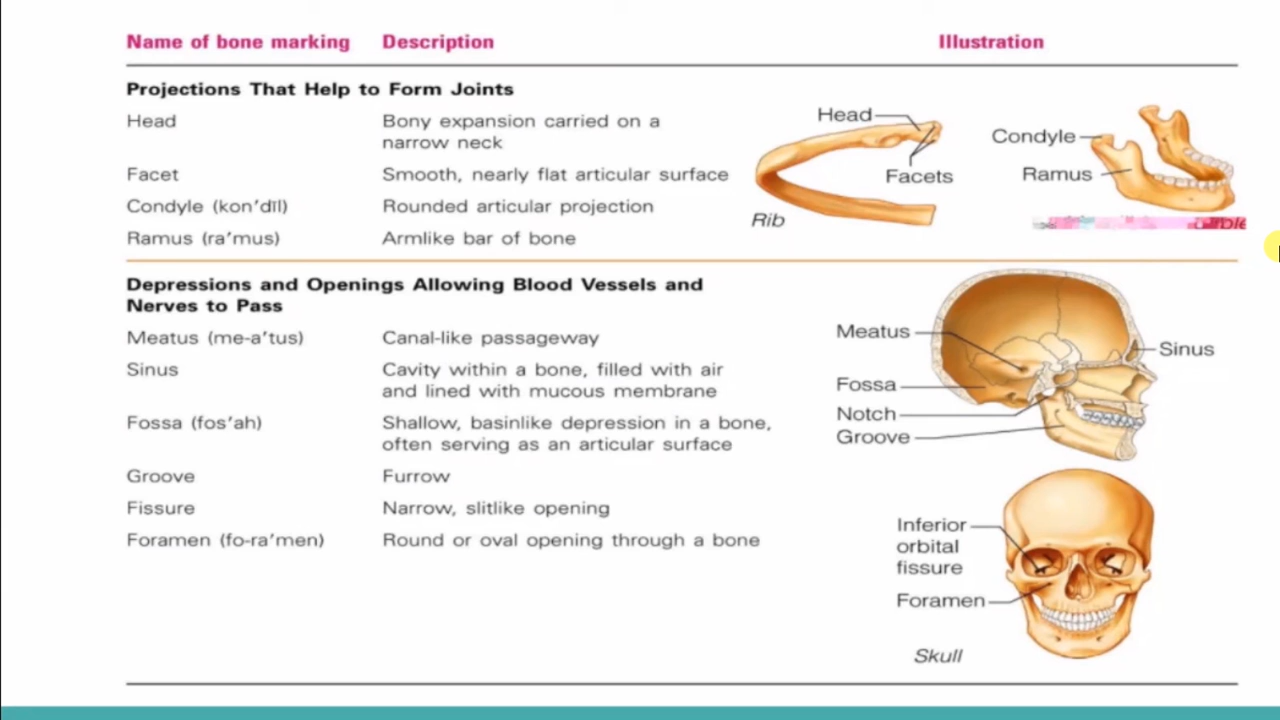 Name of bone marking Description Illustration
Projections That Help to Form Joints
Head Bony expansion carried on a
narrow neck
Facet Smooth, nearly flat articular surface
Condyle (kon'dīl) Rounded articular projection
Ramus (ra'mus) Armlike bar of bone
Head
Facets
Rib
Condyle
Ramus
Depressions and Openings Allowing Blood Vessels and
Nerves to Pass
Meatus (me-a'tus) Canal-like passageway
Sinus Cavity within a bone, filled with air
and lined with mucous membrane
Fossa (fos'ah) Shallow, basinlike depression in a bone,
often serving as an articular surface
Groove Furrow
Fissure Narrow, slitlike opening
Foramen (fo-ra'men) Round or oval opening through a bone
Meatus
Sinus
Fossa
Notch
Groove
Inferior
orbital
fissure
Foramen
Skull